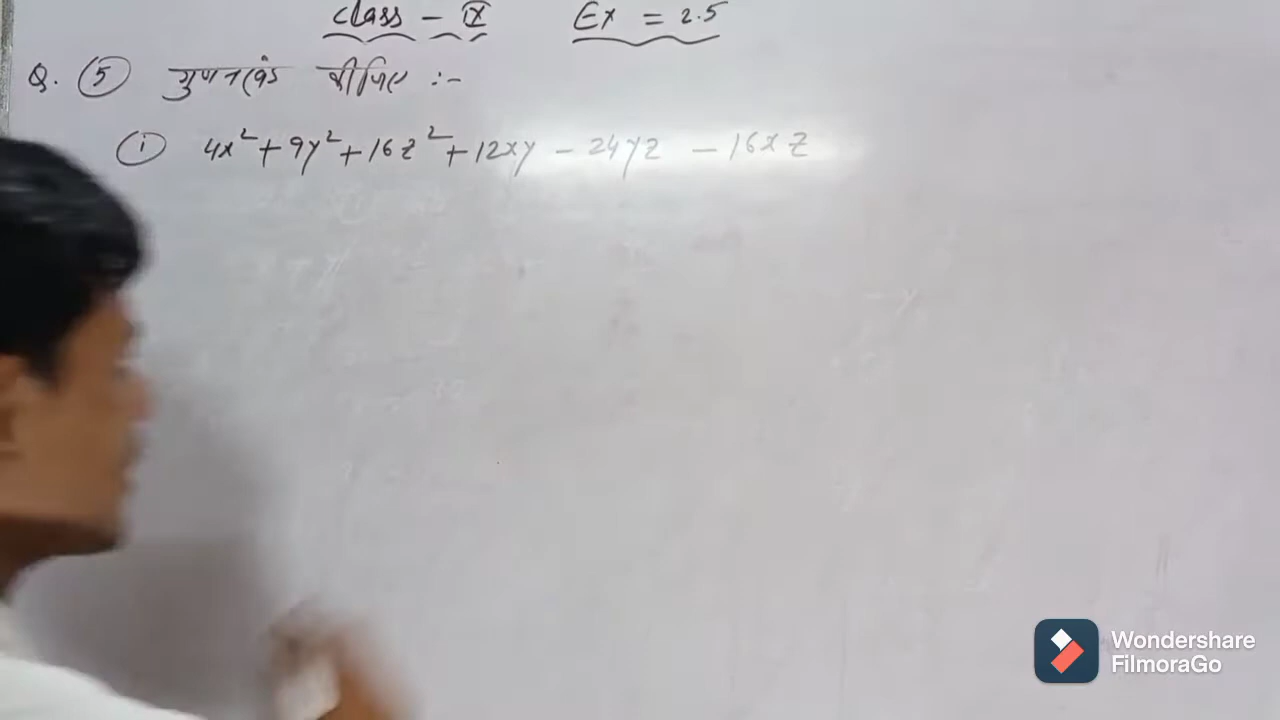 Class - IX Ex = 2.5
Q. (5) गुणनखंड कीजिए :-
(i) 4x² + 9y² + 16z² + 12xy - 24yz - 16xz
Wondershare
FilmoraGo